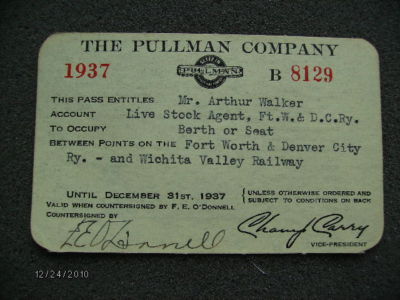 THE PULLMAN COMPANY
1937
PULLMAN
B 8129
THIS PASS ENTITLES Mr. Arthur Walker
ACCOUNT Live Stock Agent, Ft.W.& D.C.Ry.
TO OCCUPY Berth or Seat
BETWEEN POINTS ON THE Fort Worth & Denver City
Ry. - and Wichita Valley Railway
UNTIL DECEMBER 31ST, 1937
VALID WHEN COUNTERSIGNED BY F. E. O'DONNELL
COUNTERSIGNED BY
F.E.O'Donnell
UNLESS OTHERWISE ORDERED AND
SUBJECT TO CONDITIONS ON BACK
Champ Carry
VICE-PRESIDENT
12/24/2010